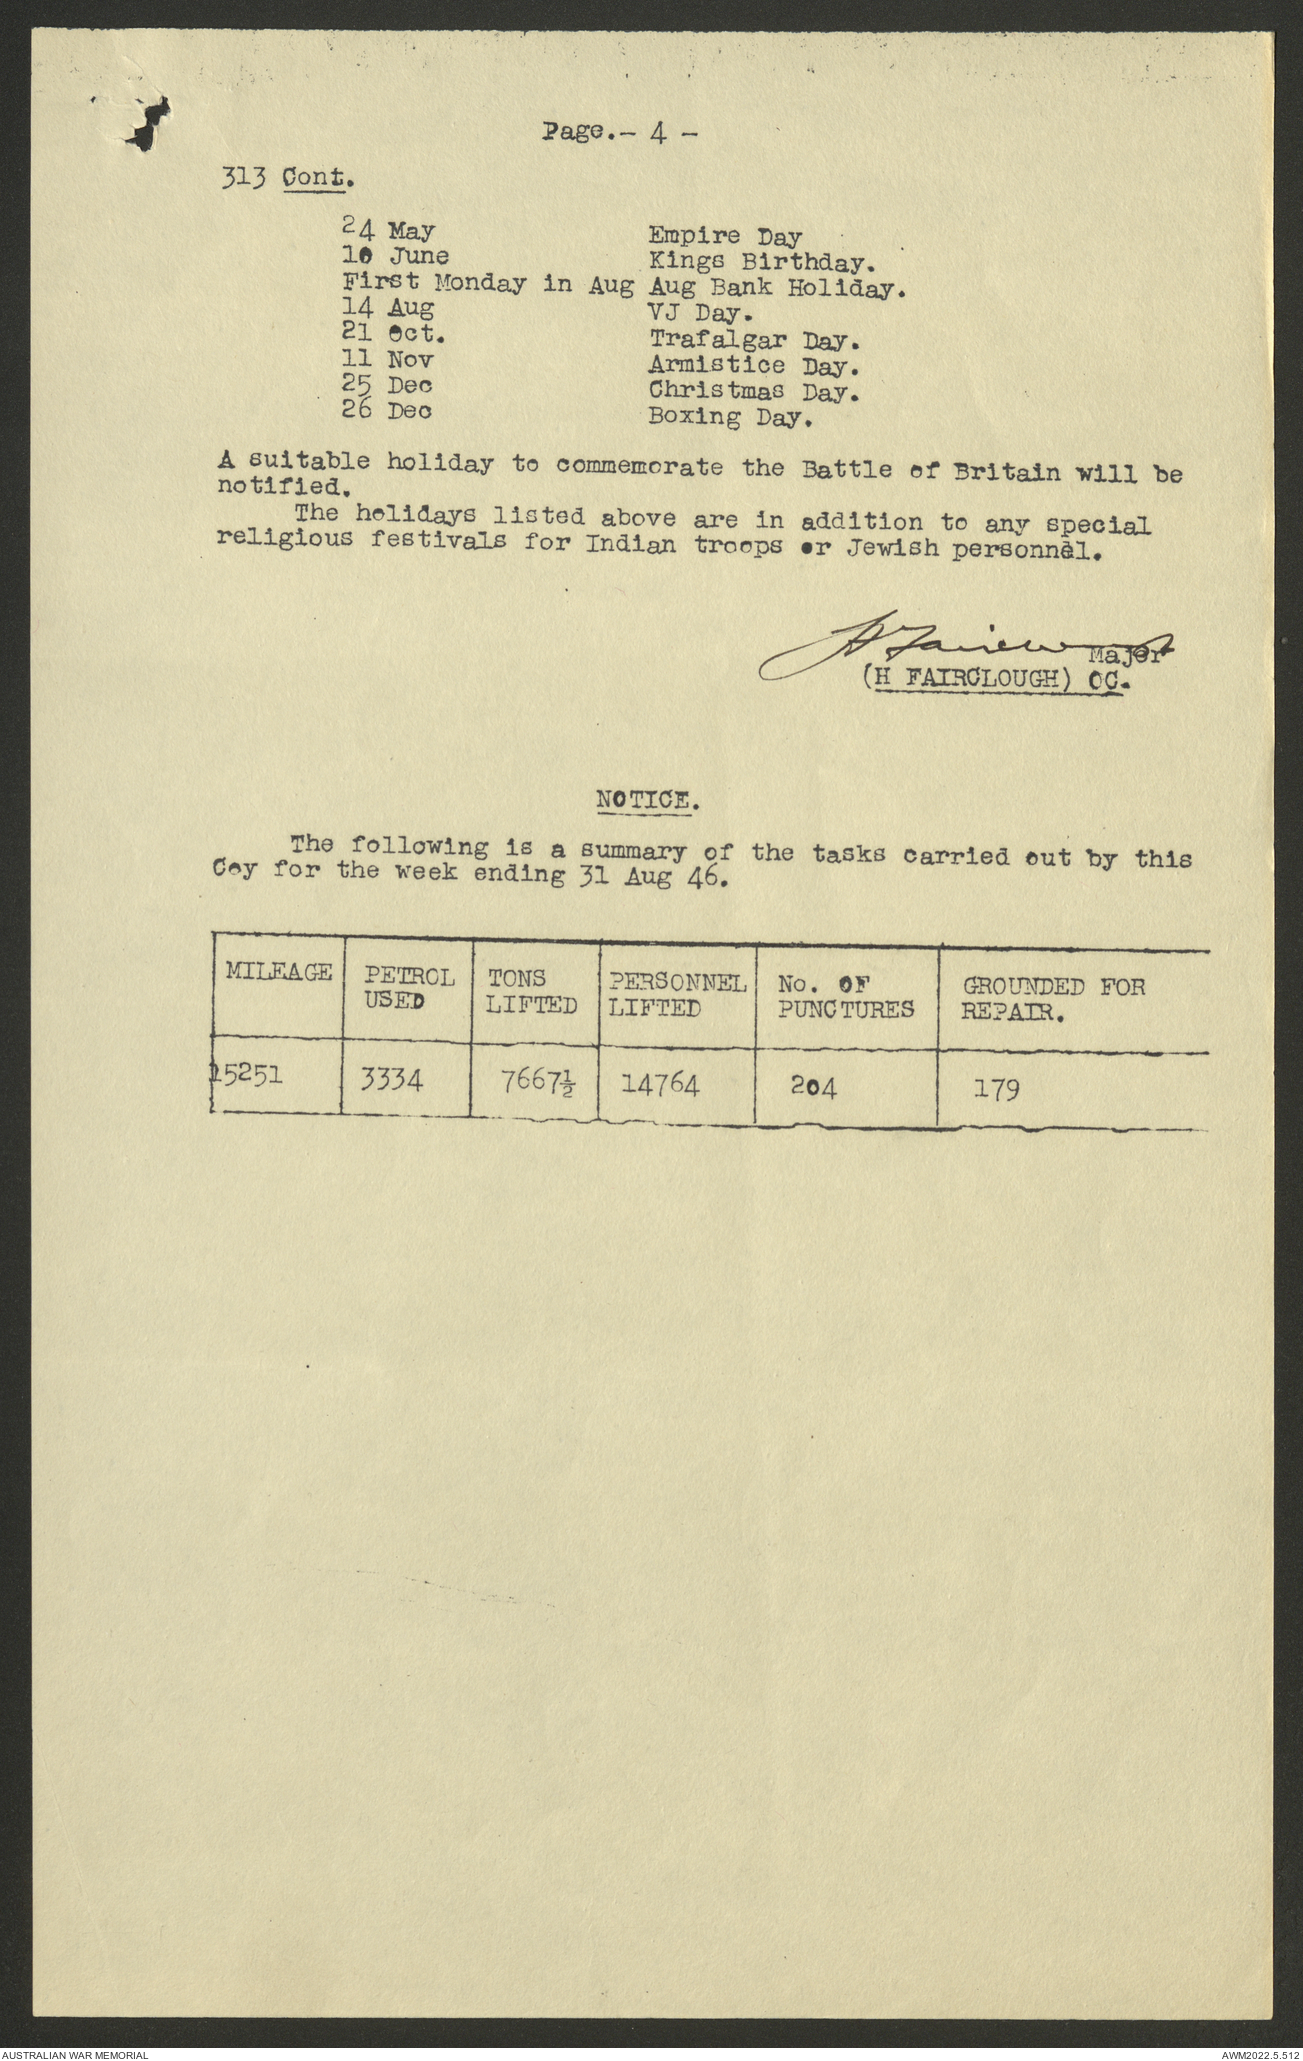 Page.- 4 -
313 Cont.
24 May Empire Day
10 June Kings Birthday.
First Monday in Aug Aug Bank Holiday.
14 Aug VJ Day.
21 Oct. Trafalgar Day.
11 Nov Armistice Day.
25 Dec Christmas Day.
26 Dec Boxing Day.
A suitable holiday to commemorate the Battle of Britain will be
notified.
The holidays listed above are in addition to any special
religious festivals for Indian troops or Jewish personnel.
Major
(H FAIRCLOUGH) OC.
NOTICE.
The following is a summary of the tasks carried out by this
Coy for the week ending 31 Aug 46.
MILEAGE PETROL USED TONS LIFTED PERSONNEL LIFTED No. OF PUNCTURES GROUNDED FOR REPAIR.
15251 3334 7667½ 14764 204 179
AUSTRALIAN WAR MEMORIAL AWM2022.5.512